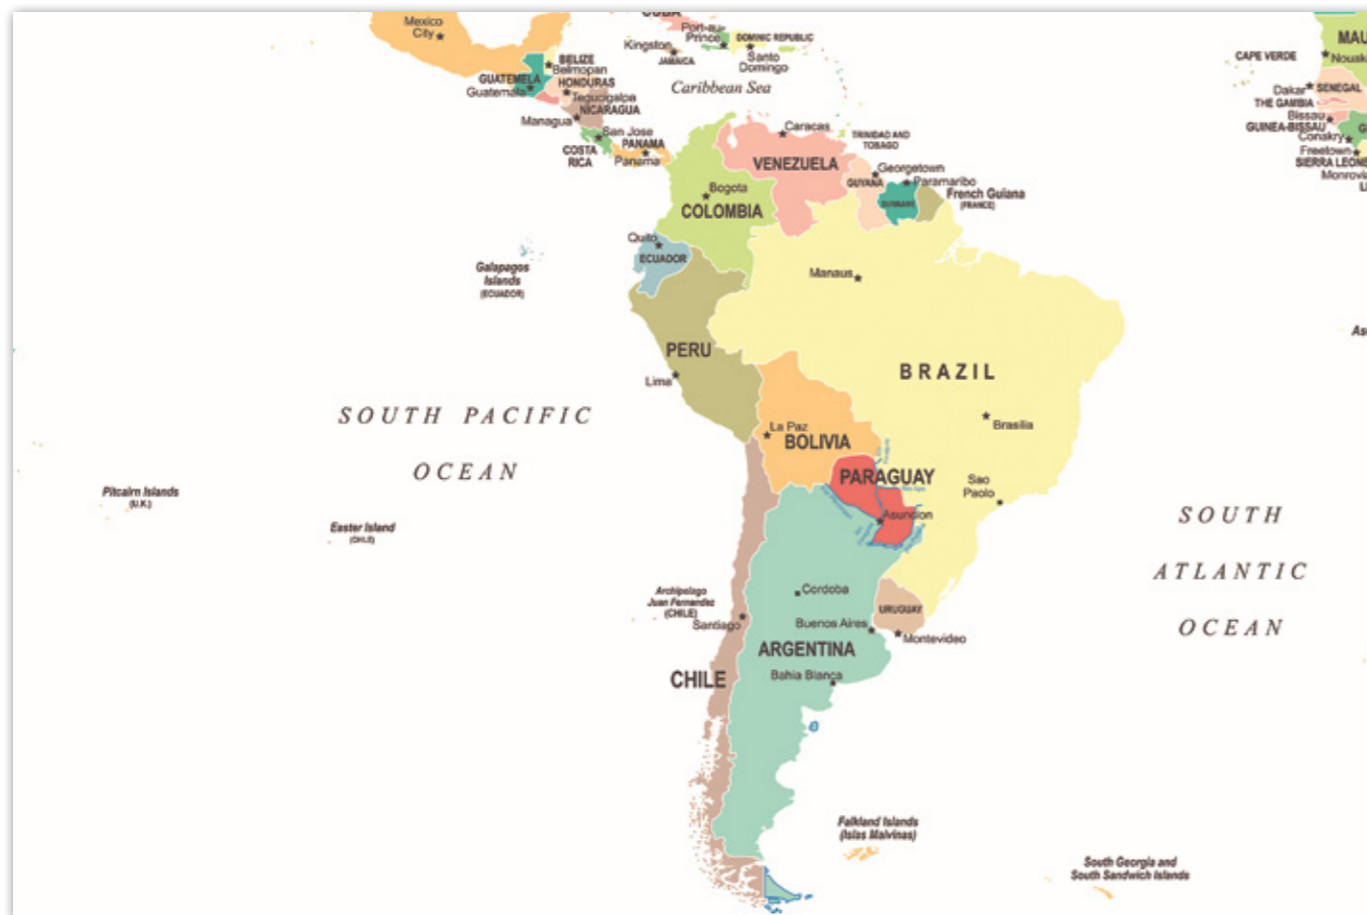 CUBA
Mexico
City
Port-au-
Prince
DOMINIC REPUBLIC
Kingston
JAMAICA
Santo
Domingo
BELIZE
Belmopan
GUATEMELA
Guatemala
HONDURAS
Tegucigalpa
NICARAGUA
Managua
San Jose
COSTA
RICA
PANAMA
Panama
Caribbean Sea
CAPE VERDE
MAU
Nouak
Dakar
SENEGAL
THE GAMBIA
Bissau
GUINEA-BISSAU
Conakry
Freetown
SIERRA LEONE
Monrovia
Caracas
TRINIDAD AND
TOBAGO
VENEZUELA
Georgetown
GUYANA
Paramaribo
French Guiana
(FRANCE)
Bogota
COLOMBIA
Quito
ECUADOR
Galapagos
Islands
(ECUADOR)
Manaus
PERU
Lima
BRAZIL
Brasilia
SOUTH PACIFIC
OCEAN
La Paz
BOLIVIA
PARAGUAY
Asuncion
Sao
Paolo
Pitcairn Islands
(U.K.)
Easter Island
(CHILE)
SOUTH
ATLANTIC
OCEAN
Archipelago
Juan Fernandez
(CHILE)
Santiago
Cordoba
URUGUAY
Buenos Aires
Montevideo
ARGENTINA
Bahia Blanca
CHILE
Falkland Islands
(Islas Malvinas)
South Georgia and
South Sandwich Islands